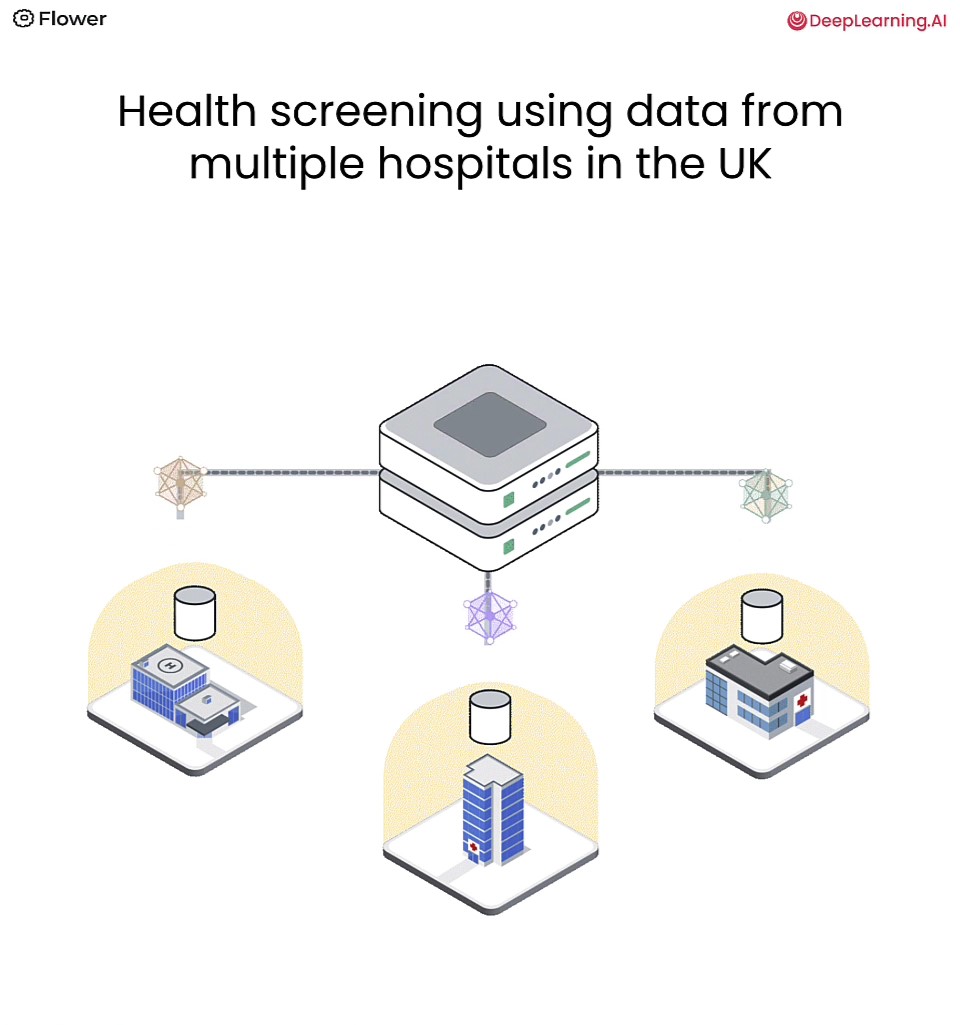 Flower
DeepLearning.AI
Health screening using data from
multiple hospitals in the UK
H